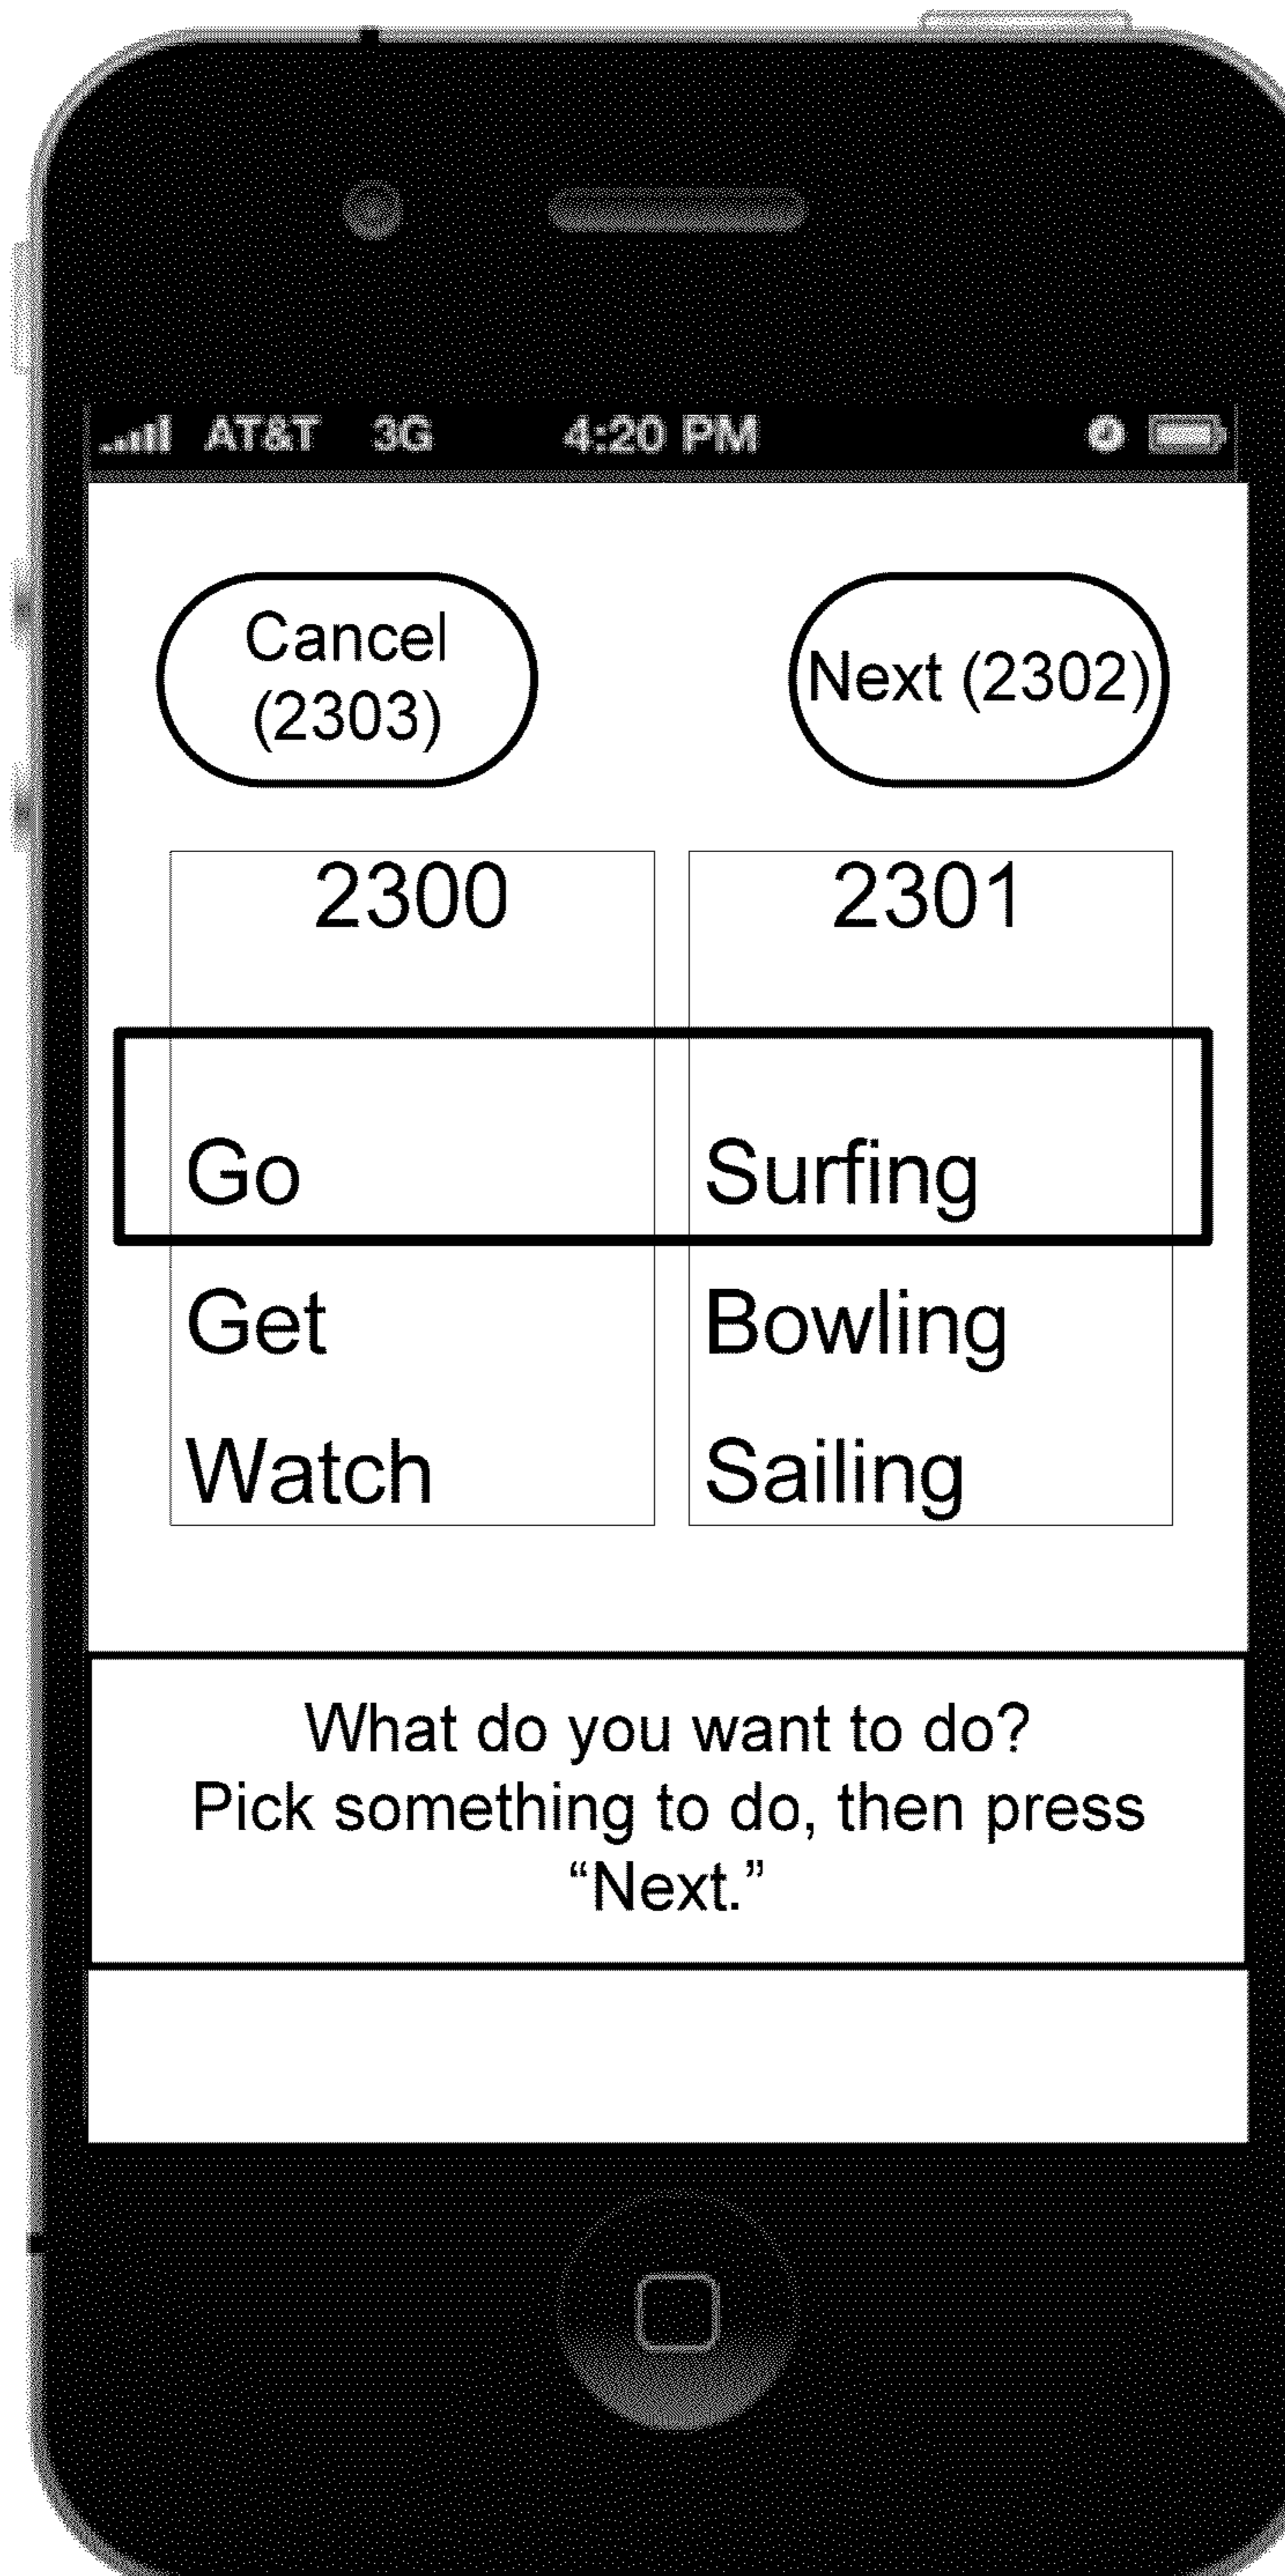 AT&T 3G 4:20 PM
Cancel
(2303)
Next (2302)
2300 2301
Go Surfing
Get Bowling
Watch Sailing
What do you want to do?
Pick something to do, then press
“Next.”